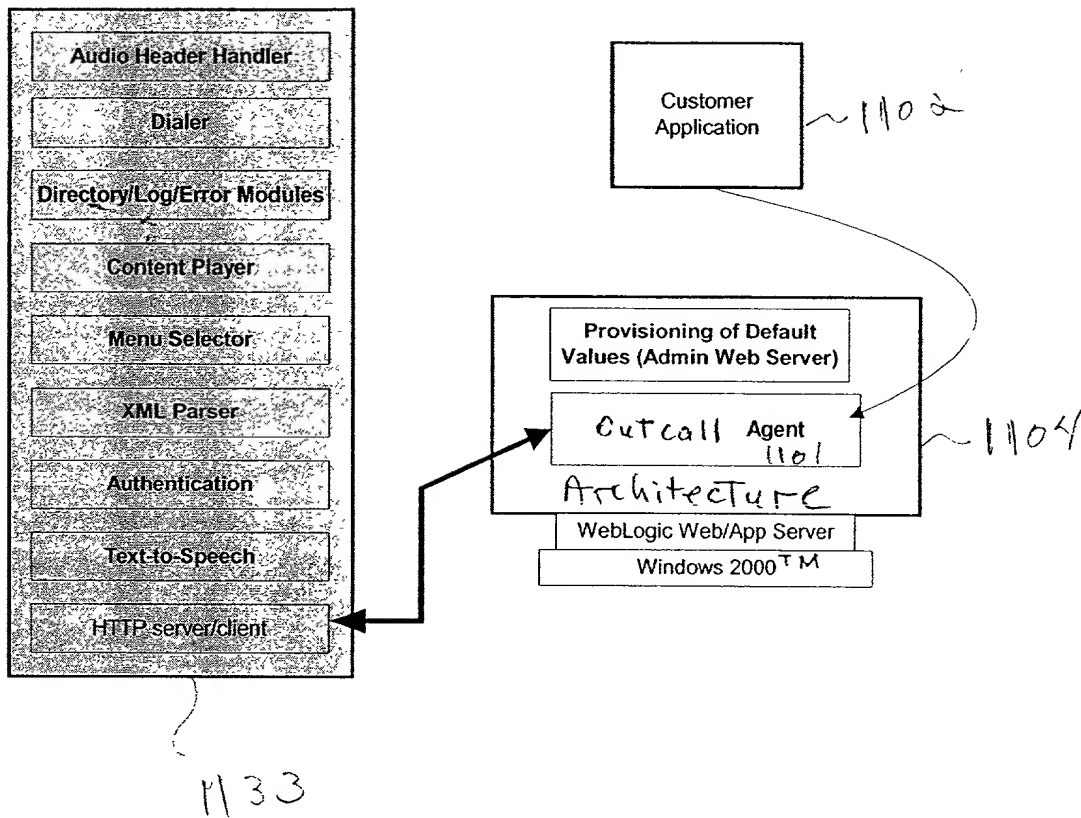 Audio Header Handler
Dialer
Directory/Log/Error Modules
Content Player
Menu Selector
XML Parser
Authentication
Text-to-Speech
HTTP server/client
1133
Customer
Application
1102
Provisioning of Default
Values (Admin Web Server)
Outcall Agent
1101
1104
Architecture
WebLogic Web/App Server
Windows 2000™